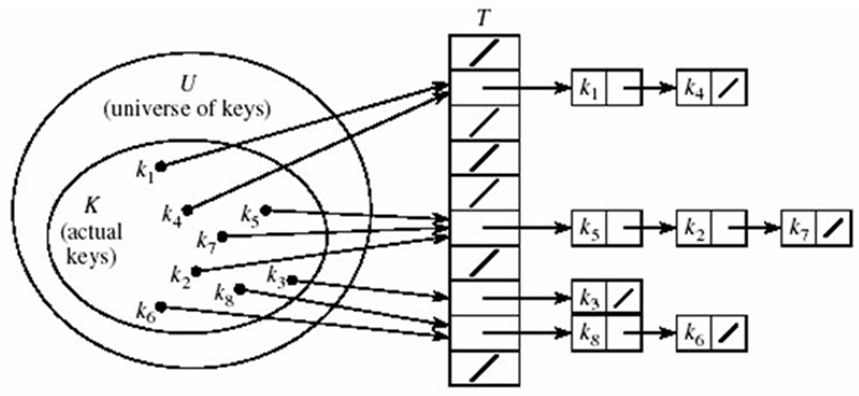 T
U
(universe of keys)
k₁ k₄
k₁
K
(actual
keys)
k₄ k₅
k₇
k₅ k₂ k₇
k₂ k₃
k₈
k₆
k₃
k₈ k₆